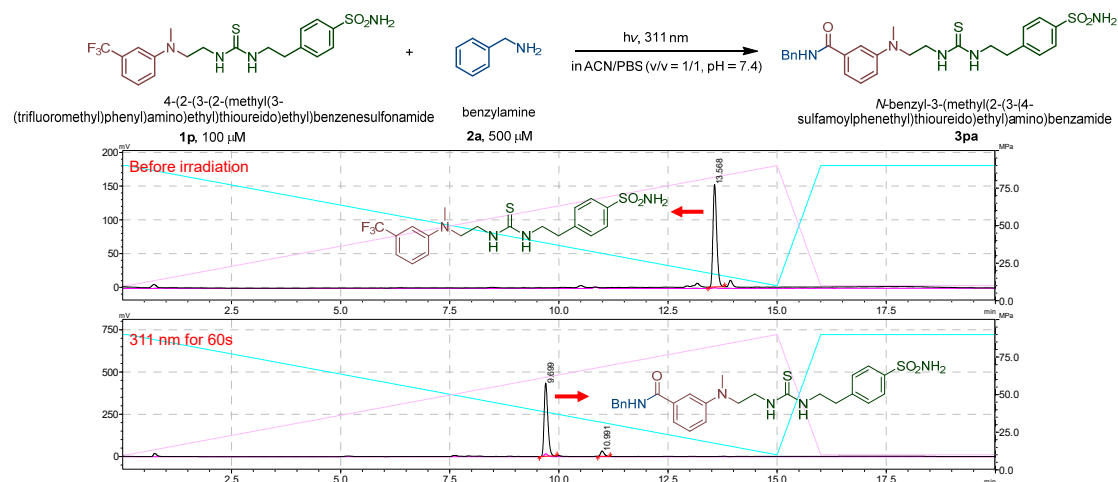 SO₂NH₂
S
N
F₃C
N
H
N
H
+
NH₂
hν, 311 nm
in ACN/PBS (v/v = 1/1, pH = 7.4)
O
BnHN
N
S
N
H
N
H
SO₂NH₂
4-(2-(3-(2-(methyl(3-
(trifluoromethyl)phenyl)amino)ethyl)thioureido)ethyl)benzenesulfonamide
1p, 100 μM
benzylamine
2a, 500 μM
N-benzyl-3-(methyl(2-(3-(4-
sulfamoylphenethyl)thioureido)ethyl)amino)benzamide
3pa
mV
MPa
Before irradiation
200
150
100
50
0
75.0
50.0
25.0
0.0
13.568
SO₂NH₂
S
F₃C
N
N
H
N
H
2.5
5.0
7.5
10.0
12.5
15.0
17.5
min
mV
MPa
311 nm for 60s
750
500
250
0
75.0
50.0
25.0
0.0
9.699
10.991
O
BnHN
N
S
N
H
N
H
SO₂NH₂
2.5
5.0
7.5
10.0
12.5
15.0
17.5
min